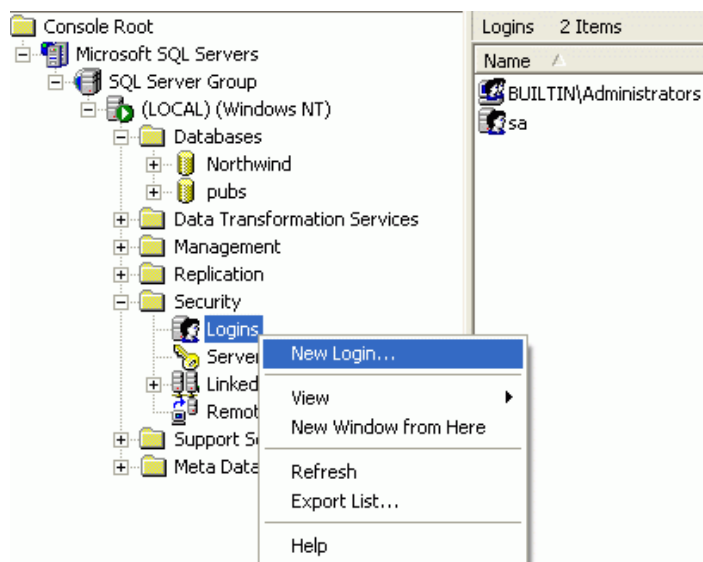 Console Root
Microsoft SQL Servers
SQL Server Group
(LOCAL) (Windows NT)
Databases
Northwind
pubs
Data Transformation Services
Management
Replication
Security
Logins
Server
Linked
Remot
Support Se
Meta Data
New Login...
View
New Window from Here
Refresh
Export List...
Help
Logins 2 Items
Name
BUILTIN\Administrators
sa